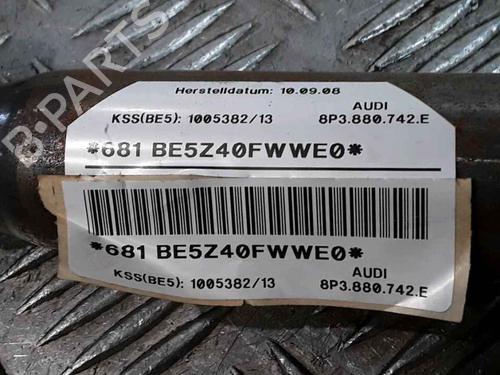 B-PARTS
Herstelldatum: 10.09.08
AUDI
KSS(BE5): 1005382/13 8P3.880.742.E
*681 BE5Z40FWWE0*
*681 BE5Z40FWWE0*
AUDI
KSS(BE5): 1005382/13 8P3.880.742.E